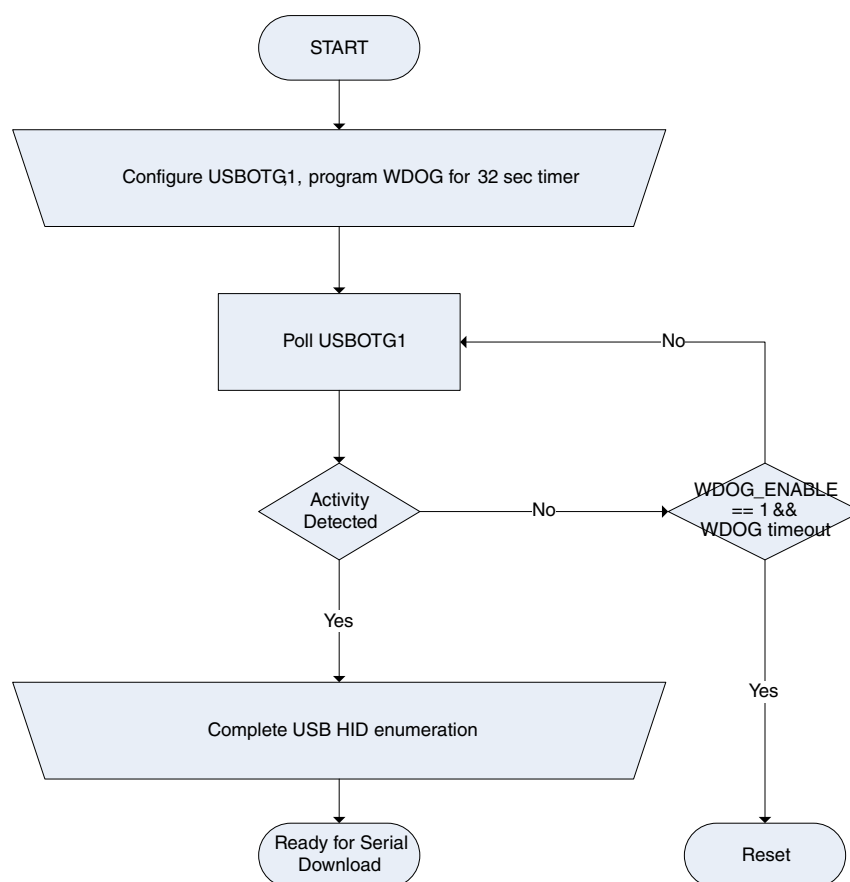 START
Configure USBOTG1, program WDOG for 32 sec timer
Poll USBOTG1
No
Activity
Detected
No
WDOG_ENABLE
== 1 &&
WDOG timeout
Yes
Yes
Complete USB HID enumeration
Ready for Serial
Download
Reset